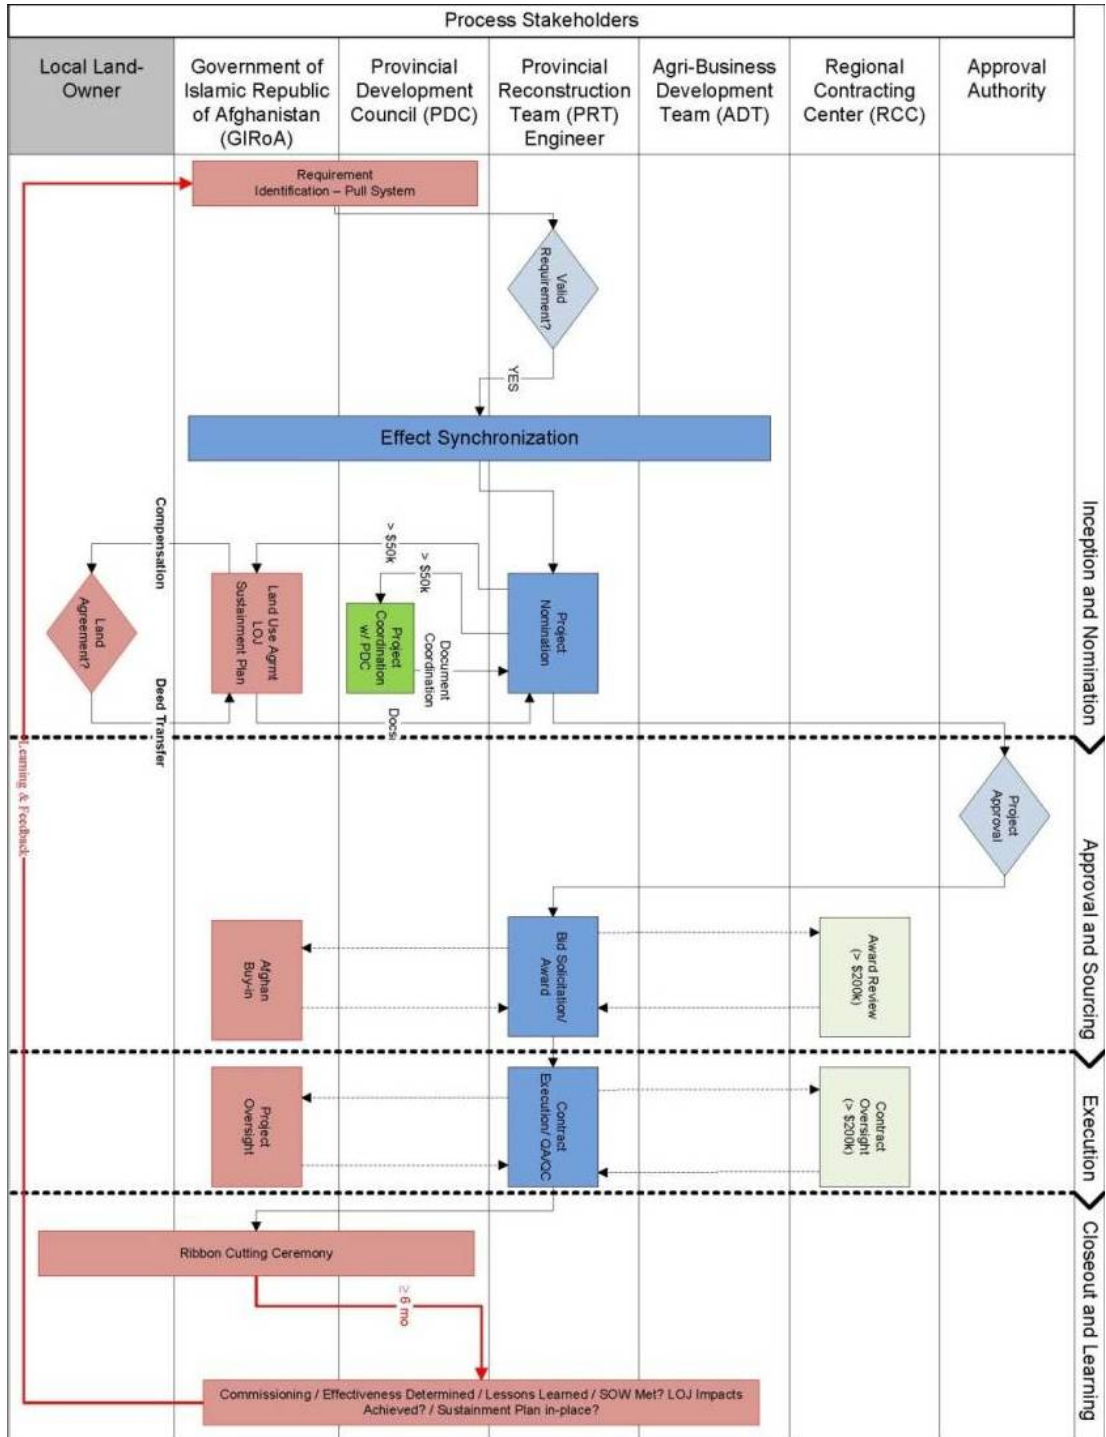 Process Stakeholders
Local Land-
Owner
Government of
Islamic Republic
of Afghanistan
(GIRoA)
Provincial
Development
Council (PDC)
Provincial
Reconstruction
Team (PRT)
Engineer
Agri-Business
Development
Team (ADT)
Regional
Contracting
Center (RCC)
Approval
Authority
Inception and Nomination
Requirement
Identification – Pull System
Valid
Requirement?
YES
Effect Synchronization
Compensation
> $50k
> $50k
Land
Agreement?
Land Use Agrmt
LOJ
Sustainment Plan
Project
Coordination
w/ PDC
Document
Coordination
Project
Nomination
Deed Transfer
Docs
Learning & Feedback
Approval and Sourcing
Project
Approval
Afghan
Buy-in
Bid Solicitation/
Award
Award Review
(> $200k)
Execution
Project
Oversight
Contract
Execution/ QA/QC
Contract
Oversight
(> $200k)
Closeout and Learning
Ribbon Cutting Ceremony
≥ 6 mo
Commissioning / Effectiveness Determined / Lessons Learned / SOW Met? LOJ Impacts
Achieved? / Sustainment Plan in-place?